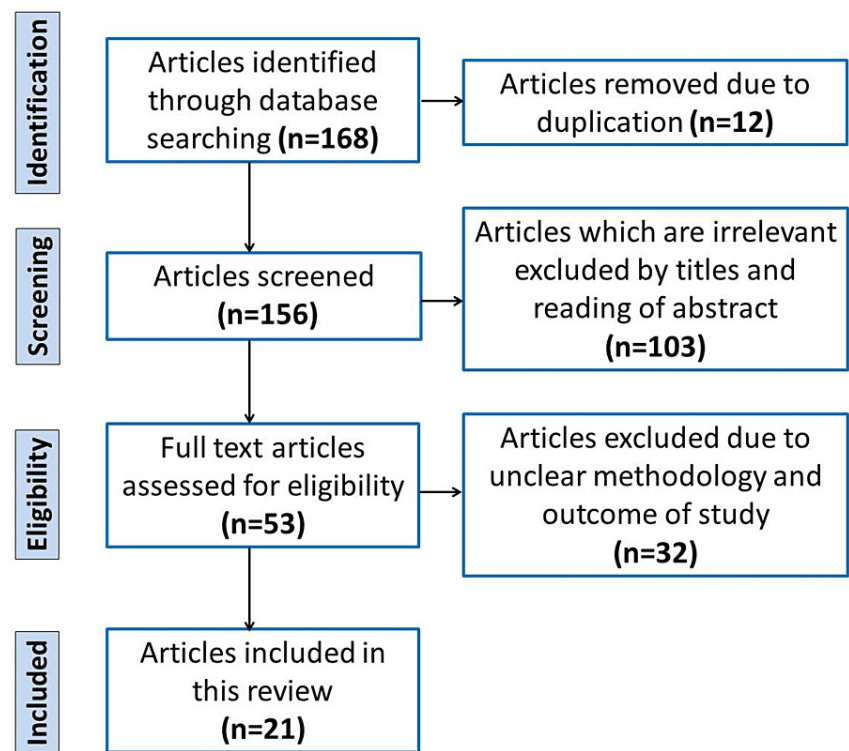 Identification
Articles identified
through database
searching (n=168)
Articles removed due to
duplication (n=12)
Screening
Articles screened
(n=156)
Articles which are irrelevant
excluded by titles and
reading of abstract
(n=103)
Eligibility
Full text articles
assessed for eligibility
(n=53)
Articles excluded due to
unclear methodology and
outcome of study
(n=32)
Included
Articles included in
this review
(n=21)